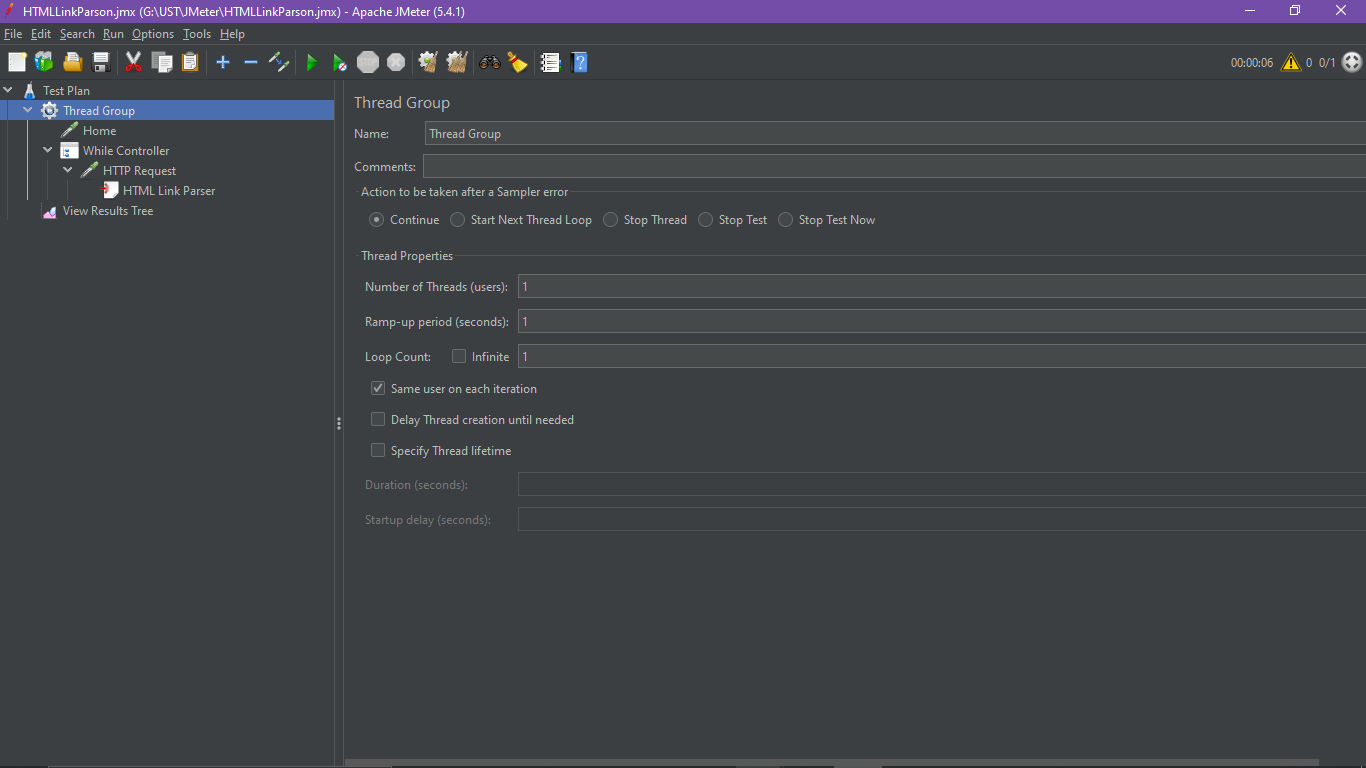 HTMLLinkParson.jmx (G:\UST\JMeter\HTMLLinkParson.jmx) - Apache JMeter (5.4.1)
File Edit Search Run Options Tools Help
STOP
00:00:06 0 0/1
Test Plan
Thread Group
Home
While Controller
HTTP Request
HTML Link Parser
View Results Tree
Thread Group
Name: Thread Group
Comments:
Action to be taken after a Sampler error
Continue Start Next Thread Loop Stop Thread Stop Test Stop Test Now
Thread Properties
Number of Threads (users): 1
Ramp-up period (seconds): 1
Loop Count: Infinite 1
Same user on each iteration
Delay Thread creation until needed
Specify Thread lifetime
Duration (seconds):
Startup delay (seconds):